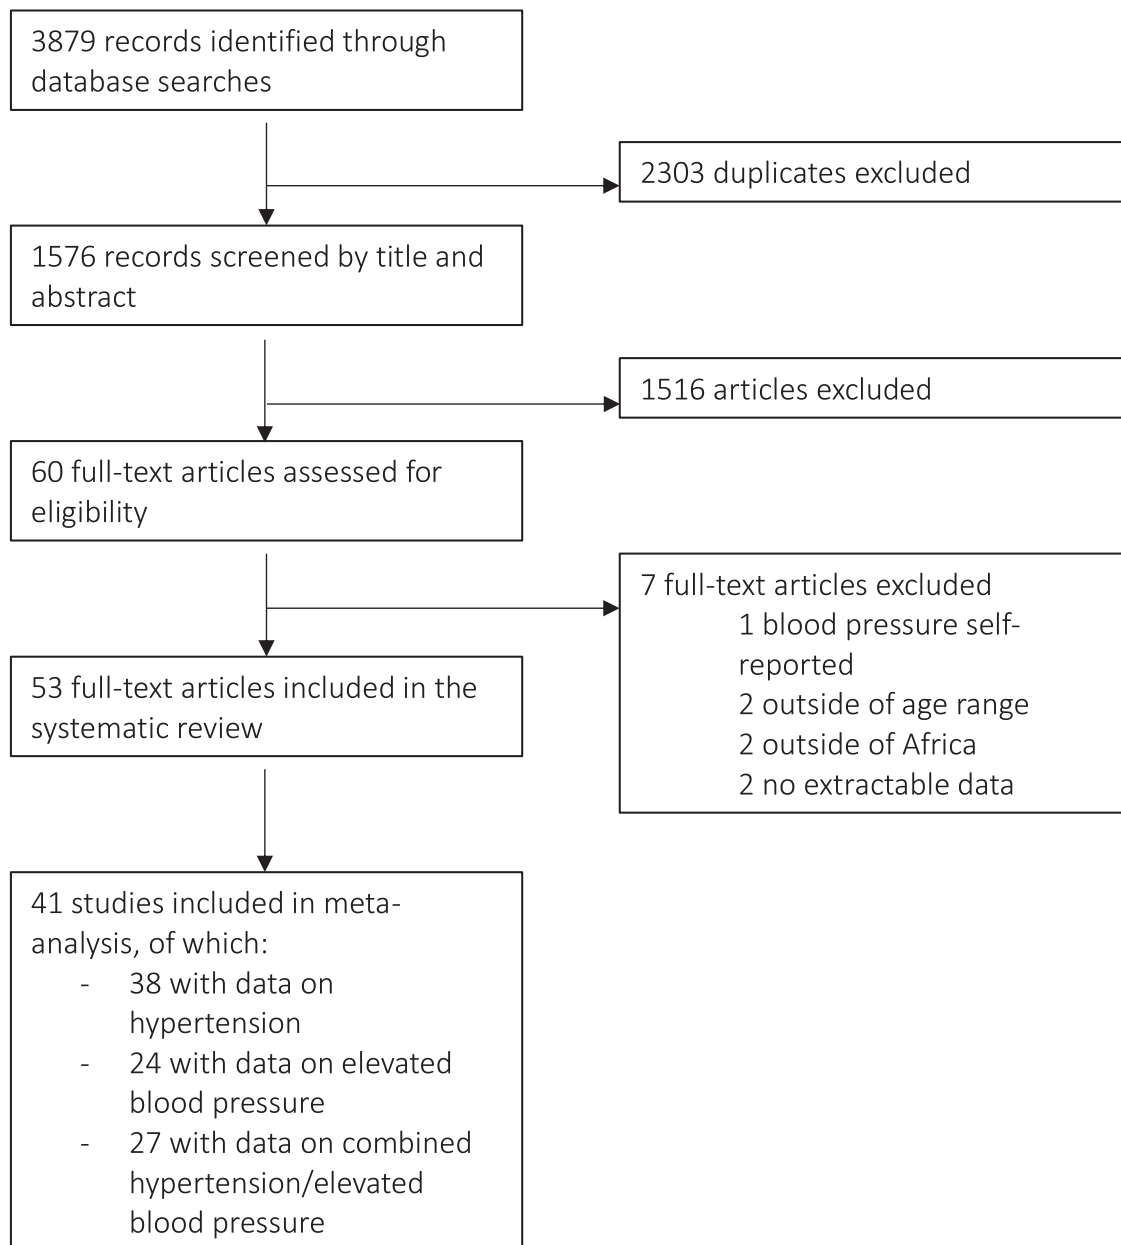 3879 records identified through
database searches
2303 duplicates excluded
1576 records screened by title and
abstract
1516 articles excluded
60 full-text articles assessed for
eligibility
7 full-text articles excluded
1 blood pressure self-
reported
2 outside of age range
2 outside of Africa
2 no extractable data
53 full-text articles included in the
systematic review
41 studies included in meta-
analysis, of which:
- 38 with data on
hypertension
- 24 with data on elevated
blood pressure
- 27 with data on combined
hypertension/elevated
blood pressure